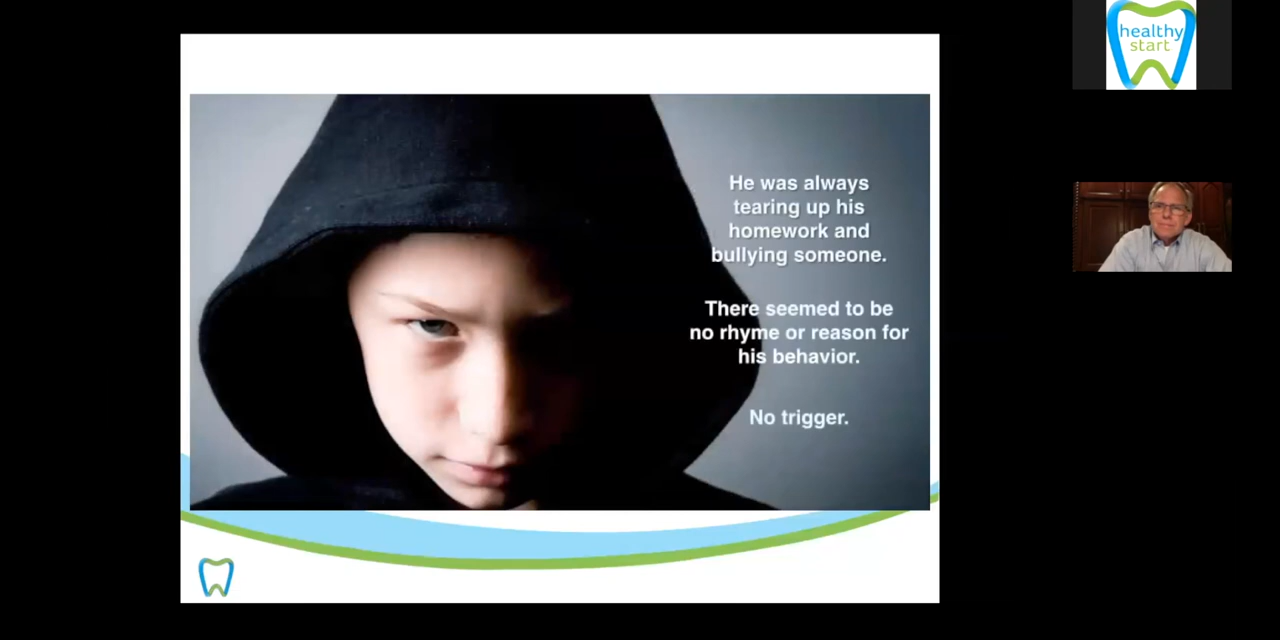 He was always
tearing up his
homework and
bullying someone.
There seemed to be
no rhyme or reason for
his behavior.
No trigger.
healthy
start